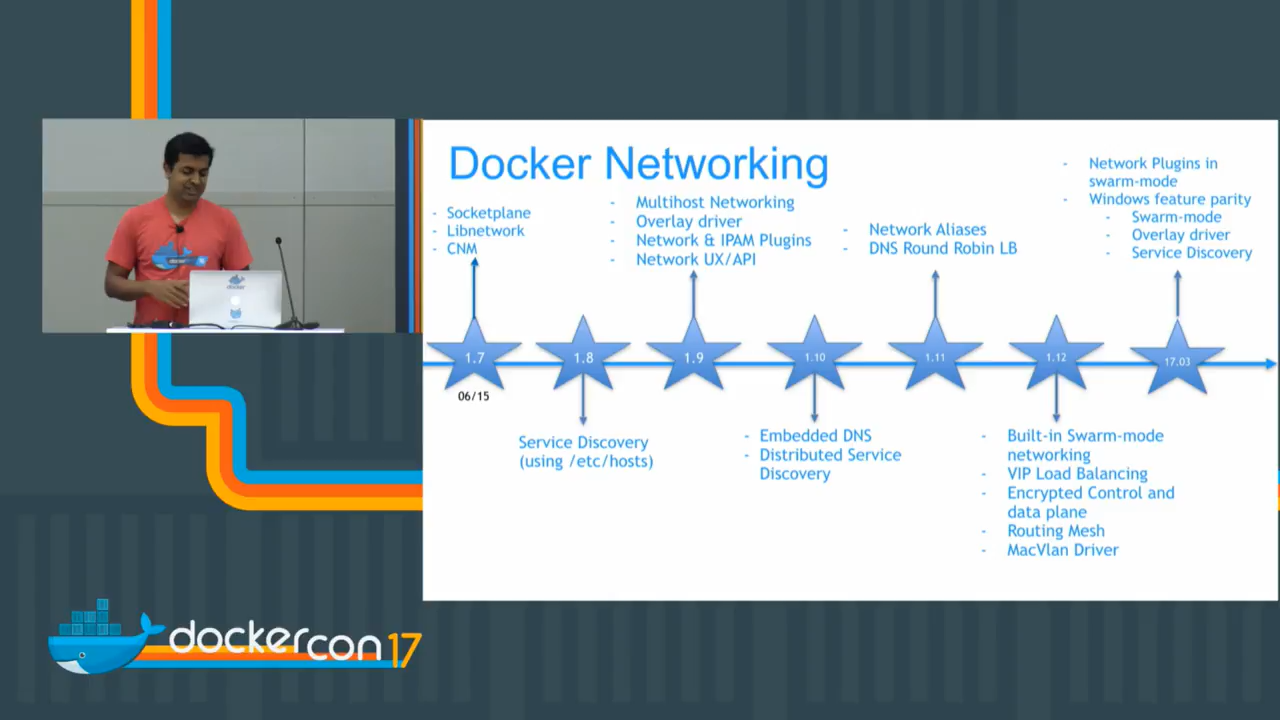 Docker Networking
- Socketplane
- Libnetwork
- CNM
- Multihost Networking
- Overlay driver
- Network & IPAM Plugins
- Network UX/API
- Network Aliases
- DNS Round Robin LB
- Network Plugins in
swarm-mode
- Windows feature parity
- Swarm-mode
- Overlay driver
- Service Discovery
1.7
1.8
1.9
1.10
1.11
1.12
17.03
06/15
Service Discovery
(using /etc/hosts)
- Embedded DNS
- Distributed Service
Discovery
- Built-in Swarm-mode
networking
- VIP Load Balancing
- Encrypted Control and
data plane
- Routing Mesh
- MacVlan Driver
docker
docker
dockercon 17